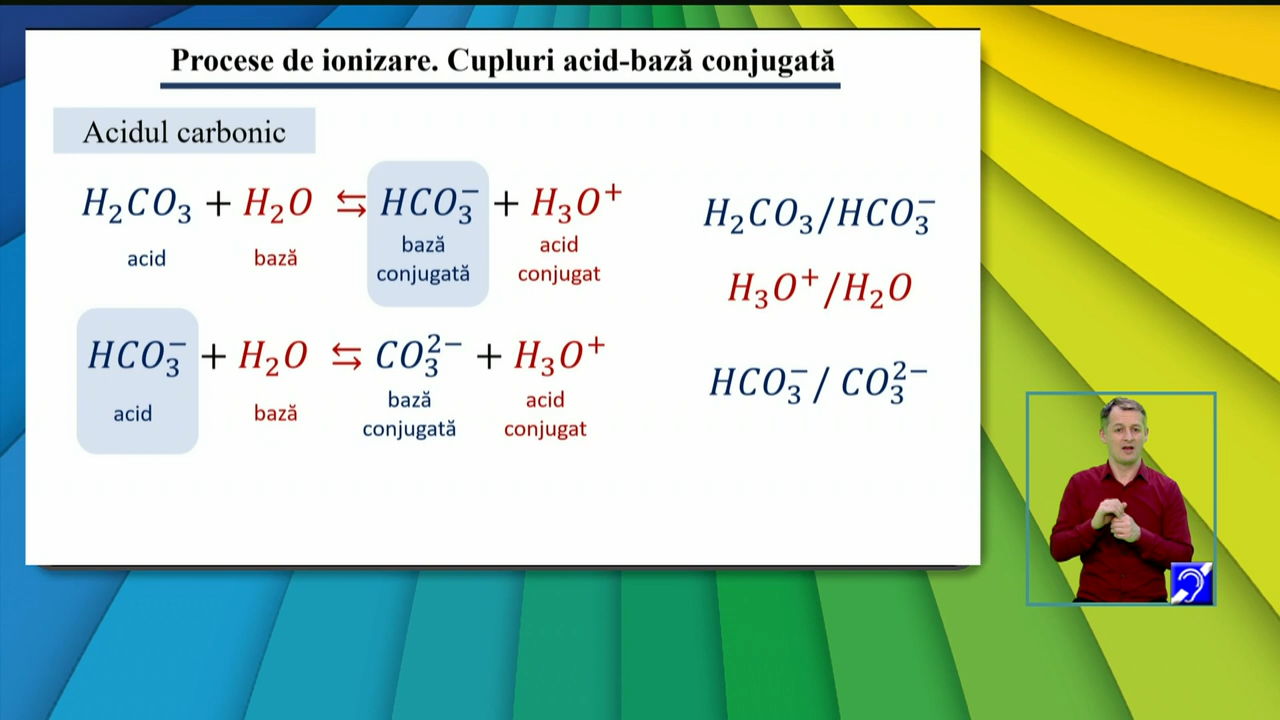 Procese de ionizare. Cupluri acid-bază conjugată
Acidul carbonic
H₂CO₃ + H₂O ⇆ HCO₃⁻ + H₃O⁺
acid bază bază conjugată acid conjugat
HCO₃⁻ + H₂O ⇆ CO₃²⁻ + H₃O⁺
acid bază bază conjugată acid conjugat
H₂CO₃/HCO₃⁻
H₃O⁺/H₂O
HCO₃⁻/ CO₃²⁻